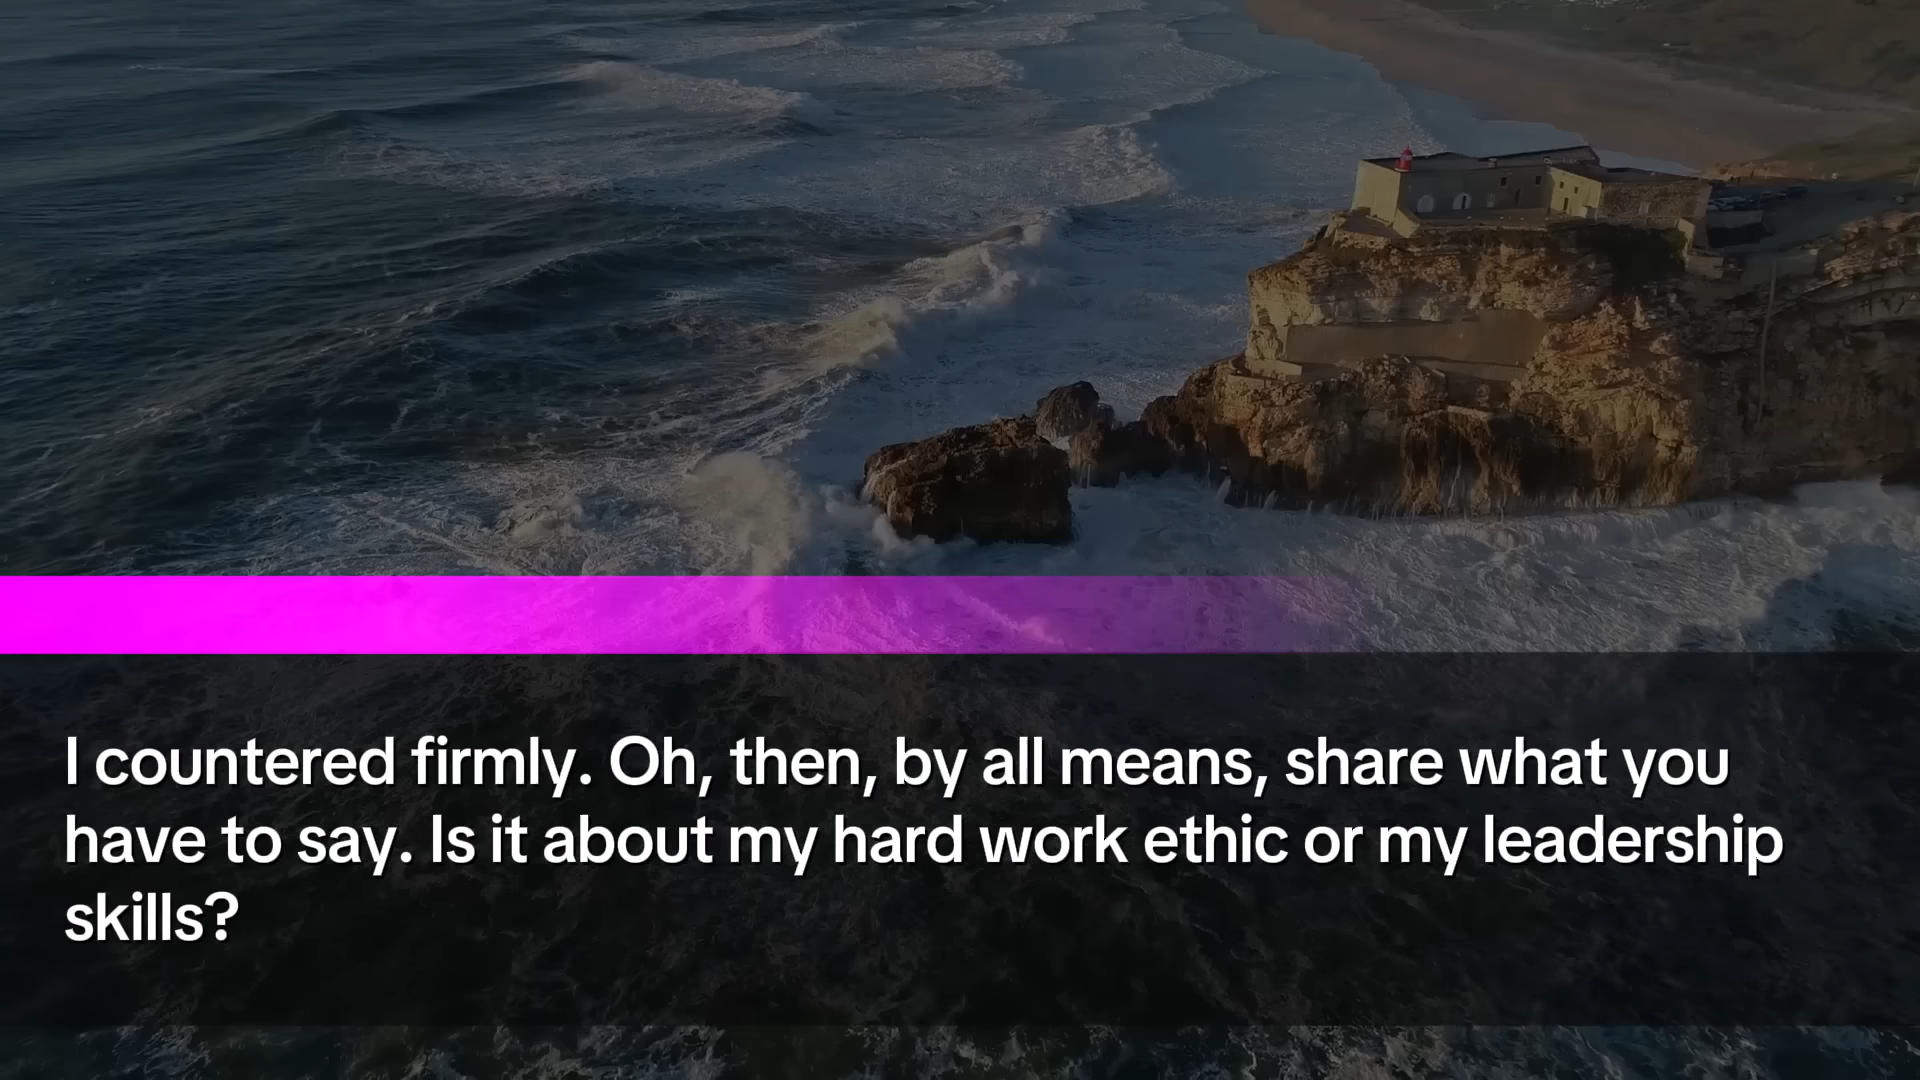 I countered firmly. Oh, then, by all means, share what you
have to say. Is it about my hard work ethic or my leadership
skills?